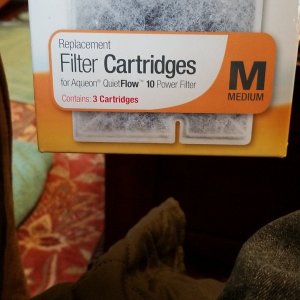 Replacement
Filter Cartridges
for Aqueon® QuietFlow™ 10 Power Filter
Contains: 3 Cartridges
M
MEDIUM